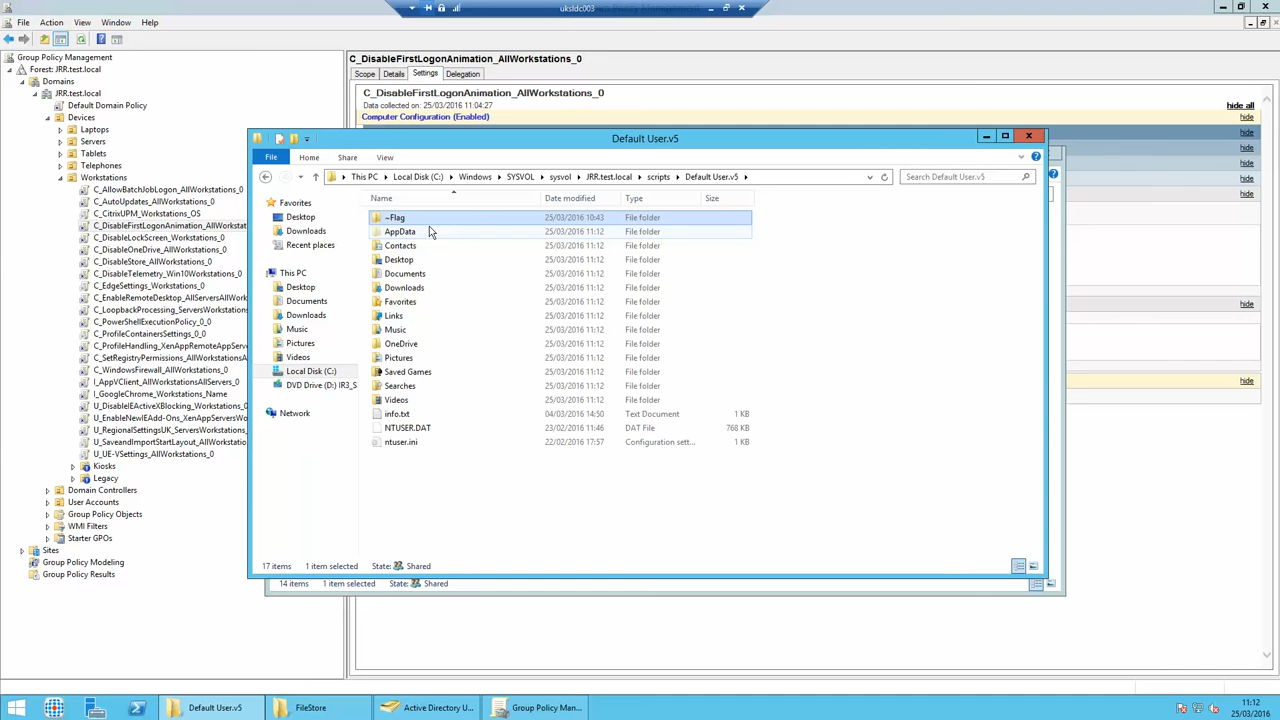 uksfdc003
File Action View Window Help
Group Policy Management
Forest: JRR.test.local
Domains
JRR.test.local
Default Domain Policy
Devices
Laptops
Servers
Tablets
Telephones
Workstations
C_AllowBatchJobLogon_AllWorkstations_0
C_AutoUpdates_AllWorkstations_0
C_CitrixUPM_Workstations_OS
C_DisableFirstLogonAnimation_AllWorkstat
C_DisableLockScreen_Workstations_0
C_DisableOneDrive_AllWorkstations_0
C_DisableStore_AllWorkstations_0
C_DisableTelemetry_Win10Workstations_0
C_EdgeSettings_Workstations_0
C_EnableRemoteDesktop_AllServersAllWork
C_LoopbackProcessing_ServersWorkstation
C_PowerShellExecutionPolicy_0_0
C_ProfileContainersSettings_0
C_ProfileHandling_XenAppRemoteAppServe
C_SetRegistryPermissions_AllWorkstations
C_WindowsFirewall_AllWorkstations_0
I_AppVClient_AllWorkstationsAllServers_0
I_GoogleChrome_Workstations_Name
U_DisableIEActiveXBlocking_Workstations_0
U_EnableNewIEAdd-Ons_XenAppServersWo
U_RegionalSettingsUK_ServersWorkstations
U_SaveandImportStartLayout_AllWorkstation
U_UE-VSettings_AllWorkstations_0
Kiosks
Legacy
Domain Controllers
User Accounts
Group Policy Objects
WMI Filters
Starter GPOs
Sites
Group Policy Modeling
Group Policy Results
C_DisableFirstLogonAnimation_AllWorkstations_0
Scope Details Settings Delegation
C_DisableFirstLogonAnimation_AllWorkstations_0
Data collected on: 25/03/2016 11:04:27 hide all
Computer Configuration (Enabled) hide
hide
hide
hide
hide
hide
hide
hide
hide
Default User.v5
File Home Share View
This PC Local Disk (C:) Windows SYSVOL sysvol JRR.test.local scripts Default User.v5 Search Default User.v5
Favorites
Desktop
Downloads
Recent places
This PC
Desktop
Documents
Downloads
Music
Pictures
Videos
Local Disk (C:)
DVD Drive (D:) IR3_S
Network
Name Date modified Type Size
~Flag 25/03/2016 10:43 File folder
AppData 25/03/2016 11:12 File folder
Contacts 25/03/2016 11:12 File folder
Desktop 25/03/2016 11:12 File folder
Documents 25/03/2016 11:12 File folder
Downloads 25/03/2016 11:12 File folder
Favorites 25/03/2016 11:12 File folder
Links 25/03/2016 11:12 File folder
Music 25/03/2016 11:12 File folder
OneDrive 25/03/2016 11:12 File folder
Pictures 25/03/2016 11:12 File folder
Saved Games 25/03/2016 11:12 File folder
Searches 25/03/2016 11:12 File folder
Videos 25/03/2016 11:12 File folder
info.txt 04/03/2016 14:50 Text Document 1 KB
NTUSER.DAT 23/02/2016 11:46 DAT File 768 KB
ntuser.ini 22/02/2016 17:57 Configuration sett... 1 KB
17 items 1 item selected State: Shared
14 items 1 item selected State: Shared
Default User.v5 FileStore Active Directory U... Group Policy Man...
11:12
25/03/2016